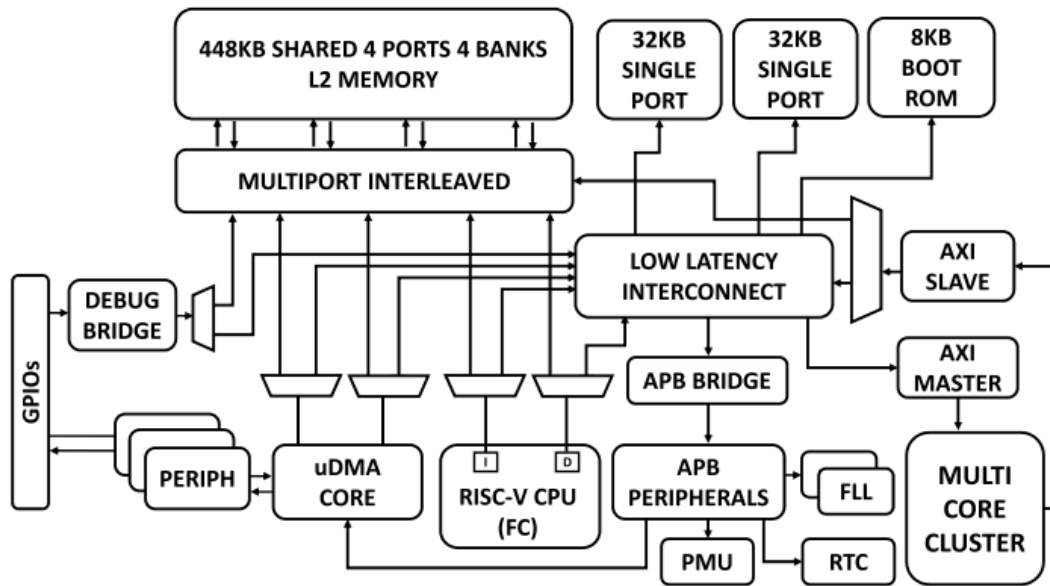 448KB SHARED 4 PORTS 4 BANKS
L2 MEMORY
32KB
SINGLE
PORT
32KB
SINGLE
PORT
8KB
BOOT
ROM
MULTIPORT INTERLEAVED
LOW LATENCY
INTERCONNECT
AXI
SLAVE
GPIOs
DEBUG
BRIDGE
APB BRIDGE
AXI
MASTER
PERIPH
uDMA
CORE
I
D
RISC-V CPU
(FC)
APB
PERIPHERALS
FLL
MULTI
CORE
CLUSTER
PMU
RTC